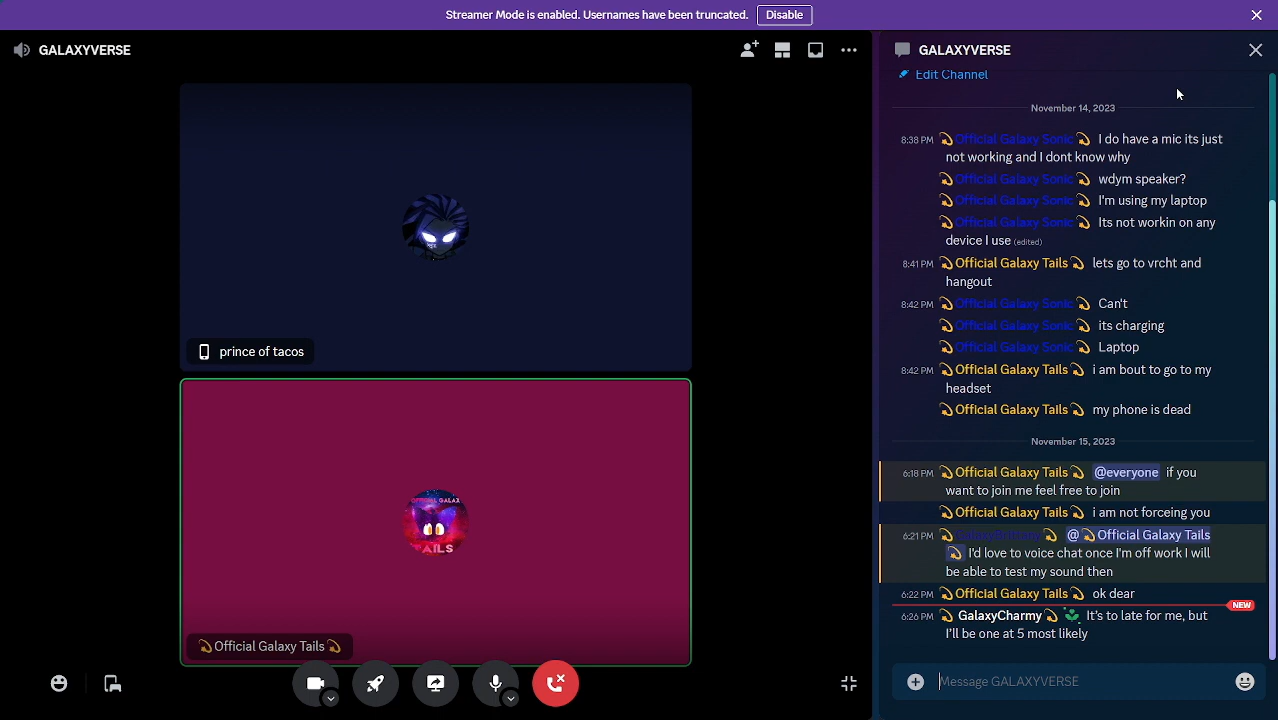 Streamer Mode is enabled. Usernames have been truncated. Disable
GALAXYVERSE
prince of tacos
OFFICIAL GALAX
TAILS
Official Galaxy Tails
GALAXYVERSE
Edit Channel
November 14, 2023
8:38 PM Official Galaxy Sonic I do have a mic its just
not working and I dont know why
Official Galaxy Sonic wdym speaker?
Official Galaxy Sonic I'm using my laptop
Official Galaxy Sonic Its not workin on any
device I use (edited)
8:41 PM Official Galaxy Tails lets go to vrcht and
hangout
8:42 PM Official Galaxy Sonic Can't
Official Galaxy Sonic its charging
Official Galaxy Sonic Laptop
8:42 PM Official Galaxy Tails i am bout to go to my
headset
Official Galaxy Tails my phone is dead
November 15, 2023
6:18 PM Official Galaxy Tails @everyone if you
want to join me feel free to join
Official Galaxy Tails i am not forceing you
6:21 PM @Official Galaxy Tails
I'd love to voice chat once I'm off work I will
be able to test my sound then
6:22 PM Official Galaxy Tails ok dear
NEW
6:26 PM GalaxyCharmy It's to late for me, but
I'll be one at 5 most likely
Message GALAXYVERSE